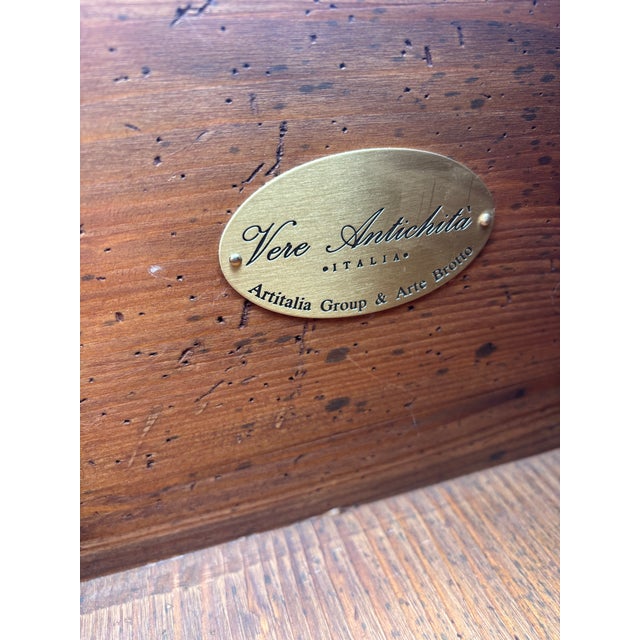 Vere Antichità
•ITALIA•
Artitalia Group & Arte Brotto